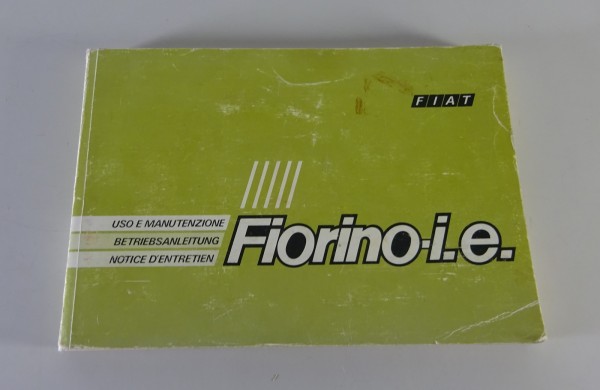 FIAT
USO E MANUTENZIONE
BETRIEBSANLEITUNG
NOTICE D'ENTRETIEN
Fiorino-i.e.